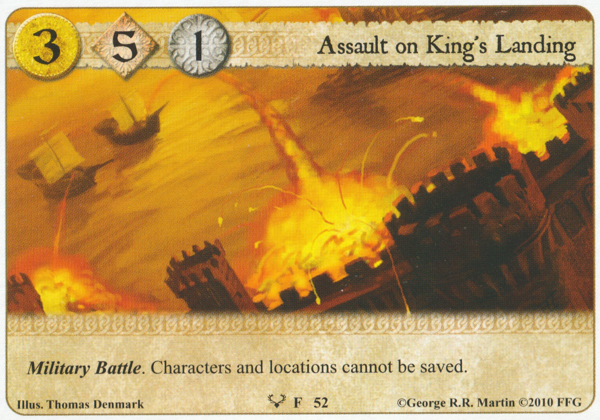 3 5 1 Assault on King's Landing
Military Battle. Characters and locations cannot be saved.
Illus. Thomas Denmark F 52 ©George R.R. Martin ©2010 FFG